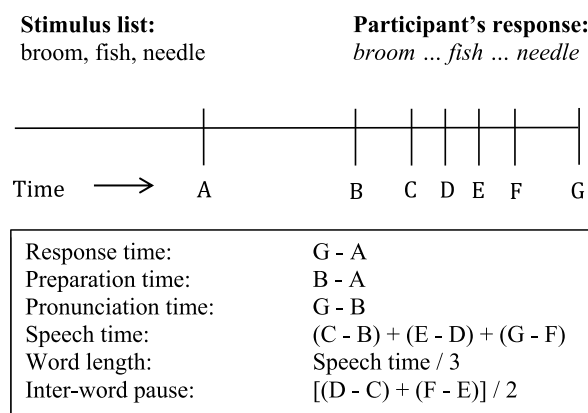 Stimulus list: Participant's response:
broom, fish, needle broom ... fish ... needle
Time A B C D E F G
Response time: G - A
Preparation time: B - A
Pronunciation time: G - B
Speech time: (C - B) + (E - D) + (G - F)
Word length: Speech time / 3
Inter-word pause: [(D - C) + (F - E)] / 2